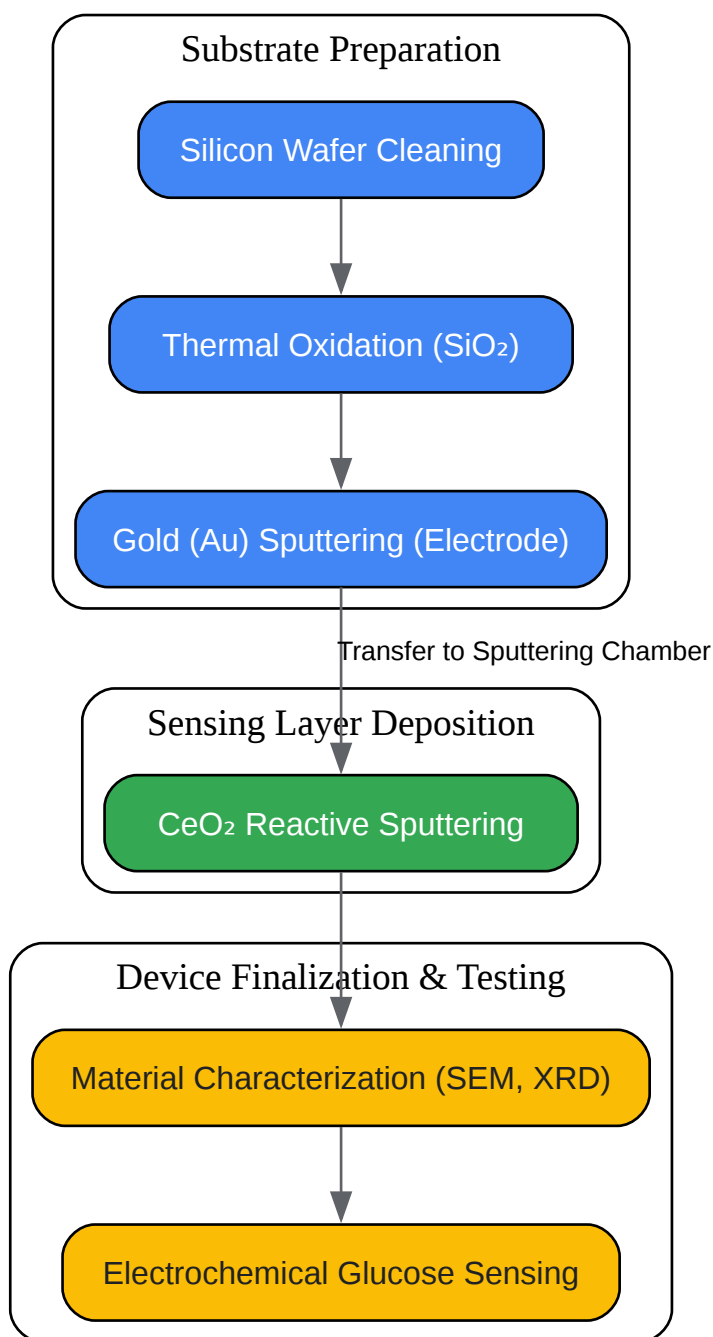 Substrate Preparation
Silicon Wafer Cleaning
Thermal Oxidation (SiO₂)
Gold (Au) Sputtering (Electrode)
Transfer to Sputtering Chamber
Sensing Layer Deposition
CeO₂ Reactive Sputtering
Device Finalization & Testing
Material Characterization (SEM, XRD)
Electrochemical Glucose Sensing